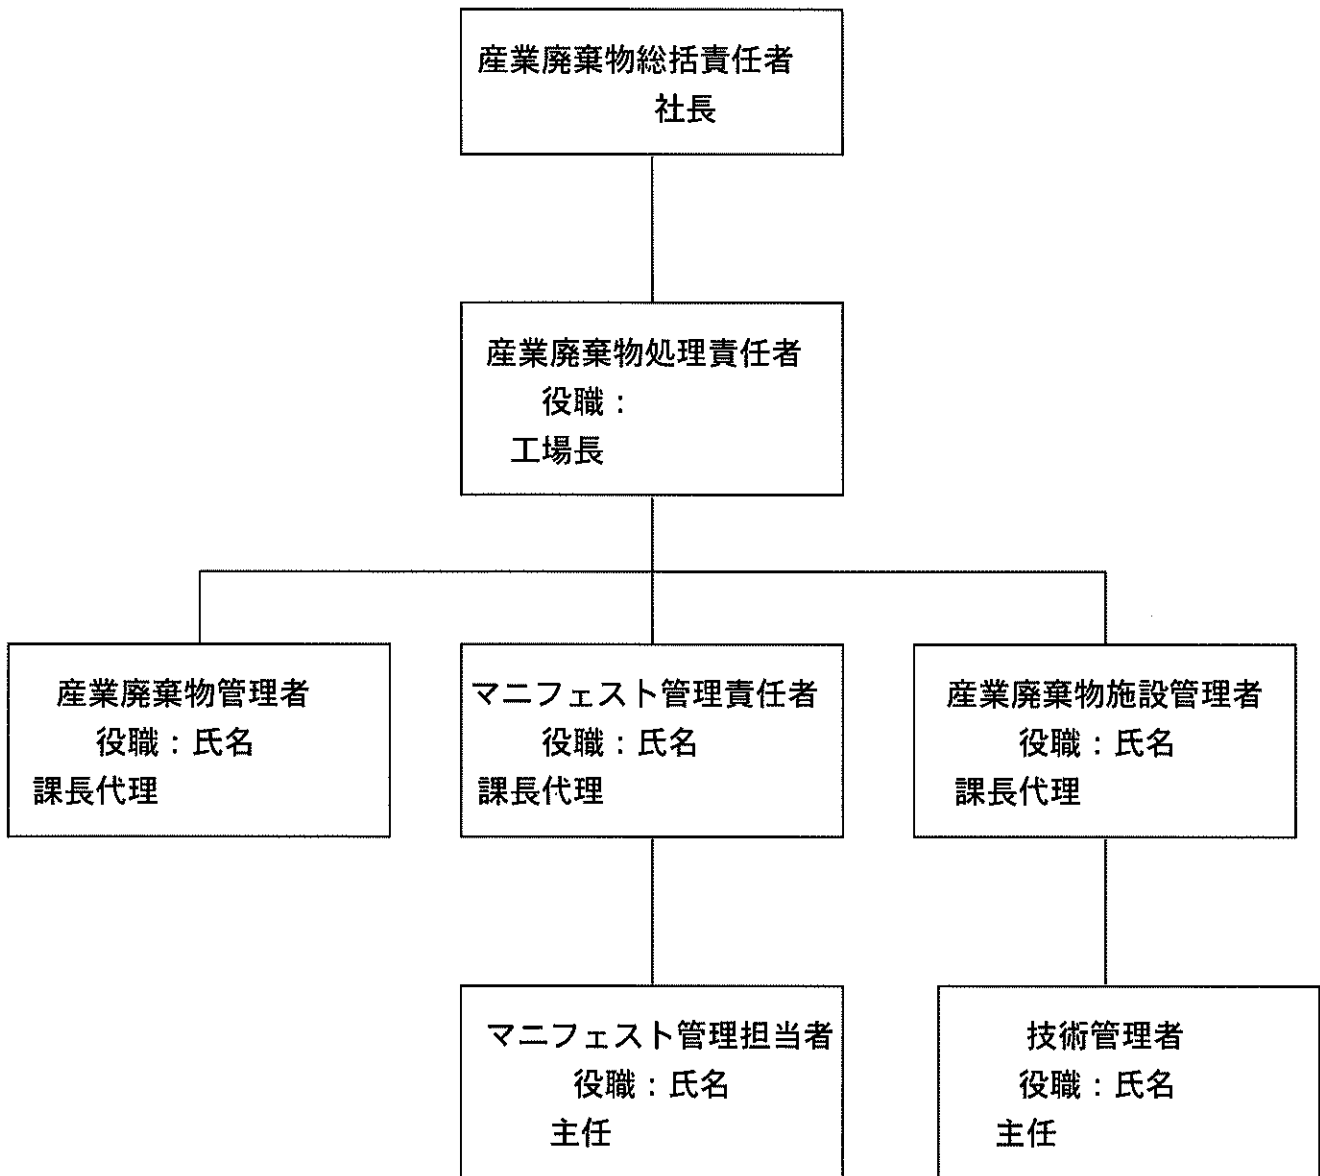 産業廃棄物総括責任者
社長
産業廃棄物処理責任者
役職：
工場長
産業廃棄物管理者
役職：氏名
課長代理
マニフェスト管理責任者
役職：氏名
課長代理
産業廃棄物施設管理者
役職：氏名
課長代理
マニフェスト管理担当者
役職：氏名
主任
技術管理者
役職：氏名
主任